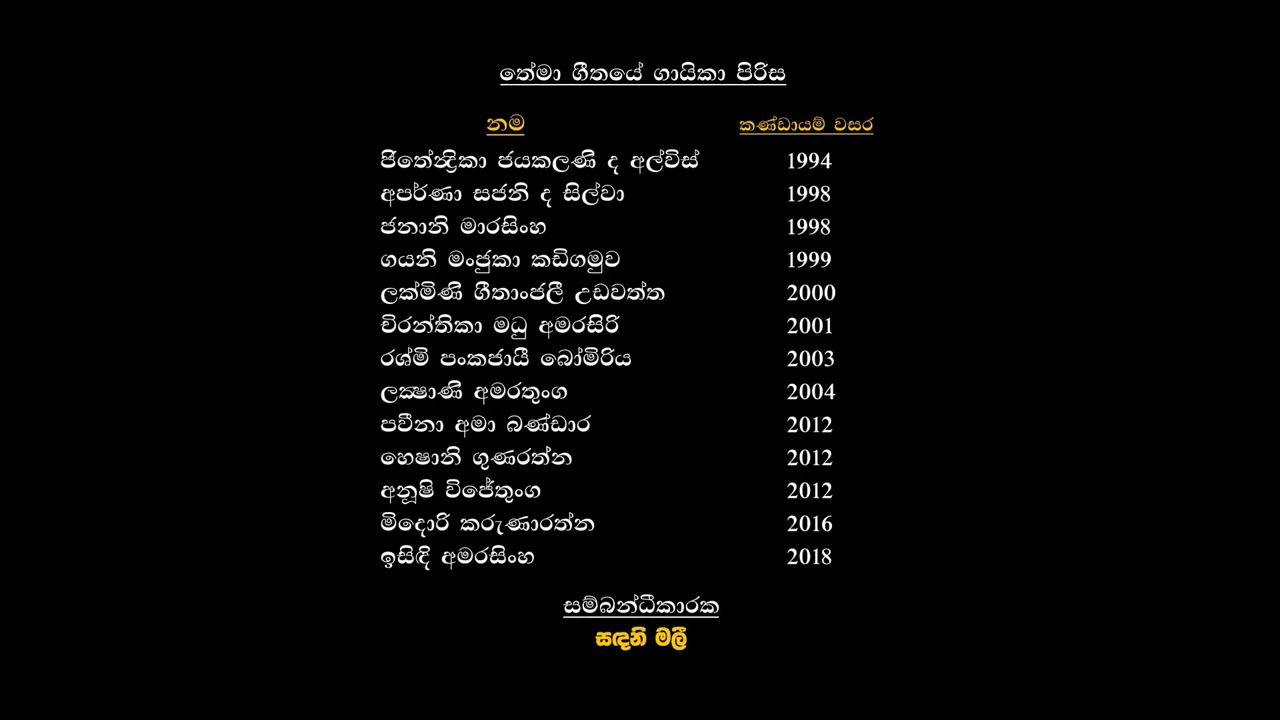 තේමා ගීතයේ ගායිකා පිරිස
නම කණ්ඩායම් වසර
ජිතේන්ද්‍රිකා ජයකලණි ද අල්විස් 1994
අපර්ණා සජනි ද සිල්වා 1998
ජනානි මාරසිංහ 1998
ගයනි මංජුකා කඩිගමුව 1999
ලක්මිණි ගීතාංජලී උඩවත්ත 2000
චිරන්තිකා මධු අමරසිරි 2001
රශ්මි පංකජායී බෝමිරිය 2003
ලක්‍ෂාණි අමරතුංග 2004
පවීනා අමා බණ්ඩාර 2012
හෙෂානි ගුණරත්න 2012
අනූෂි විජේතුංග 2012
මිදොරි කරුණාරත්න 2016
ඉසිඳි අමරසිංහ 2018
සම්බන්ධීකාරක
සඳනි මලී